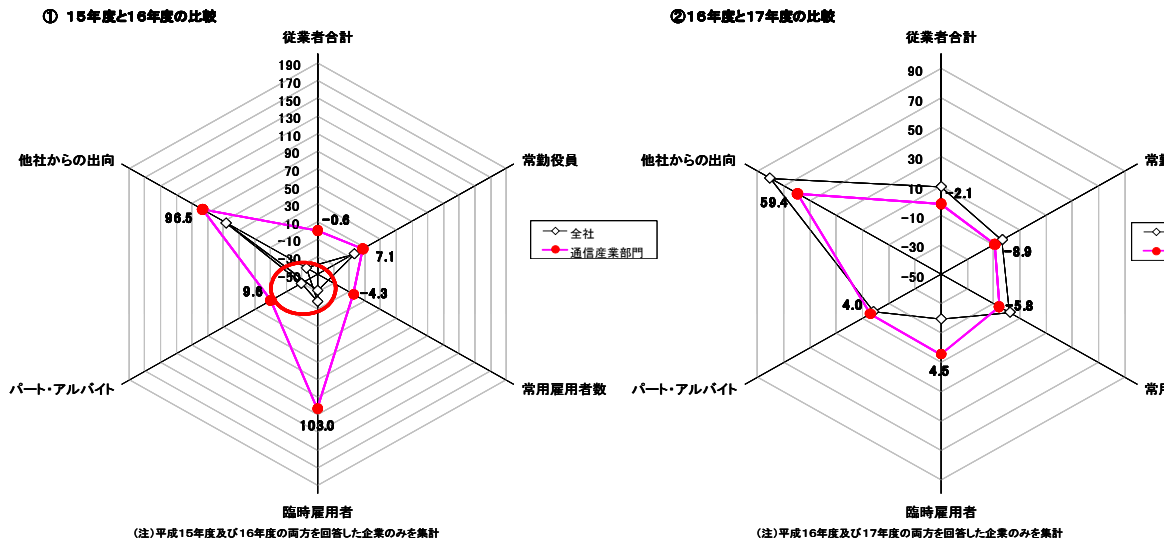 ① 15年度と16年度の比較
従業者合計
190
170
150
130
110
90
70
50
30
10
-10
-30
-50
他社からの出向
常勤役員
96.5
-0.6
7.1
-4.3
9.6
103.0
パート・アルバイト
常用雇用者数
臨時雇用者
全社
通信産業部門
(注)平成15年度及び16年度の両方を回答した企業のみを集計
②16年度と17年度の比較
従業者合計
90
70
50
30
10
-10
-30
-50
他社からの出向
常勤
59.4
-2.1
-8.9
-5.8
4.0
4.5
パート・アルバイト
常用
臨時雇用者
(注)平成16年度及び17年度の両方を回答した企業のみを集計